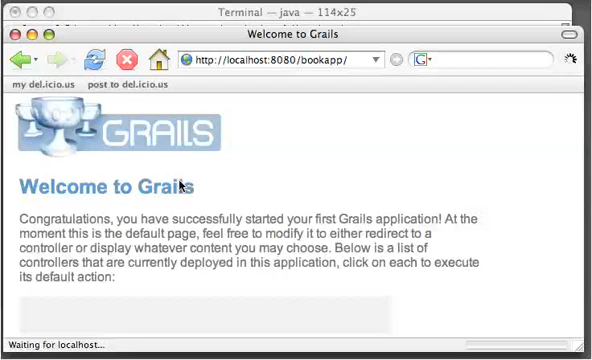 Terminal — java — 114x25
Welcome to Grails
http://localhost:8080/bookapp/
G
my del.icio.us post to del.icio.us
GRAILS
Welcome to Grails
Congratulations, you have successfully started your first Grails application! At the
moment this is the default page, feel free to modify it to either redirect to a
controller or display whatever content you may choose. Below is a list of
controllers that are currently deployed in this application, click on each to execute
its default action:
Waiting for localhost...